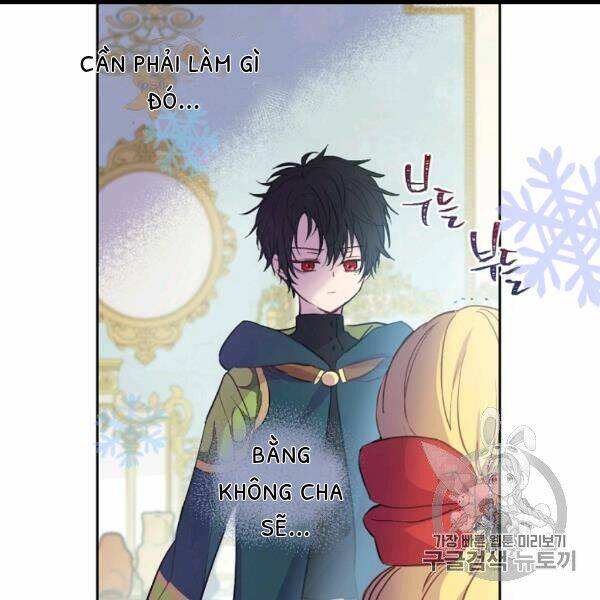 CẦN PHẢI LÀM GÌ
ĐÓ...
부들
부들
BẰNG
KHÔNG CHA
SẼ...
가장 빠른 웹툰 미리보기
구글검색 뉴토끼